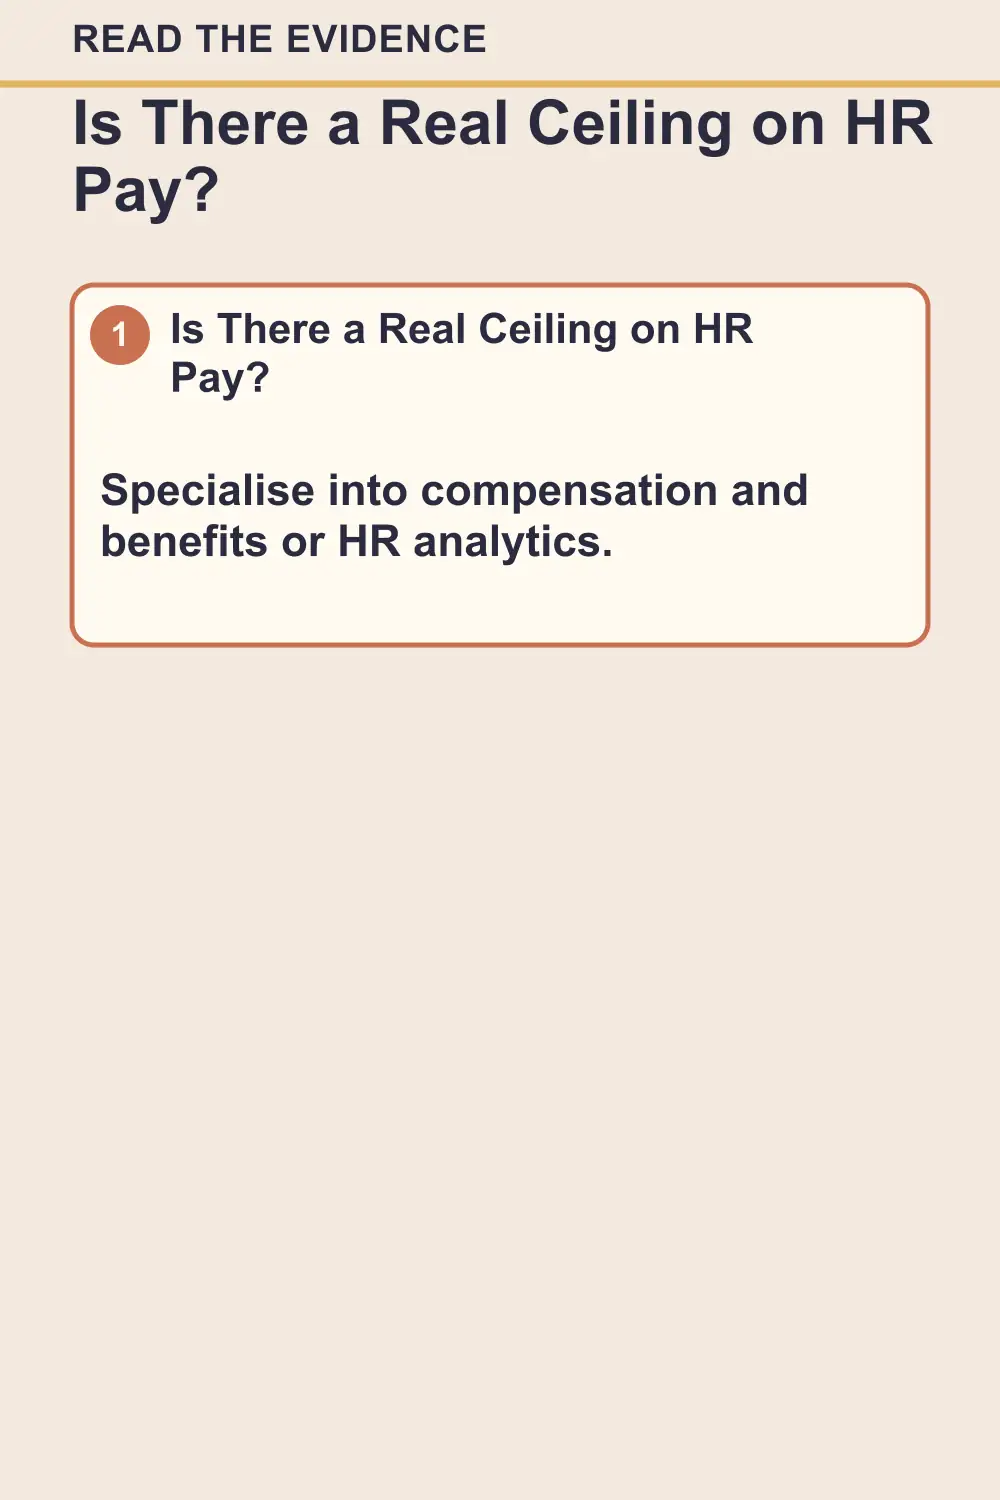 READ THE EVIDENCE
Is There a Real Ceiling on HR
Pay?
1
Is There a Real Ceiling on HR
Pay?
Specialise into compensation and
benefits or HR analytics.